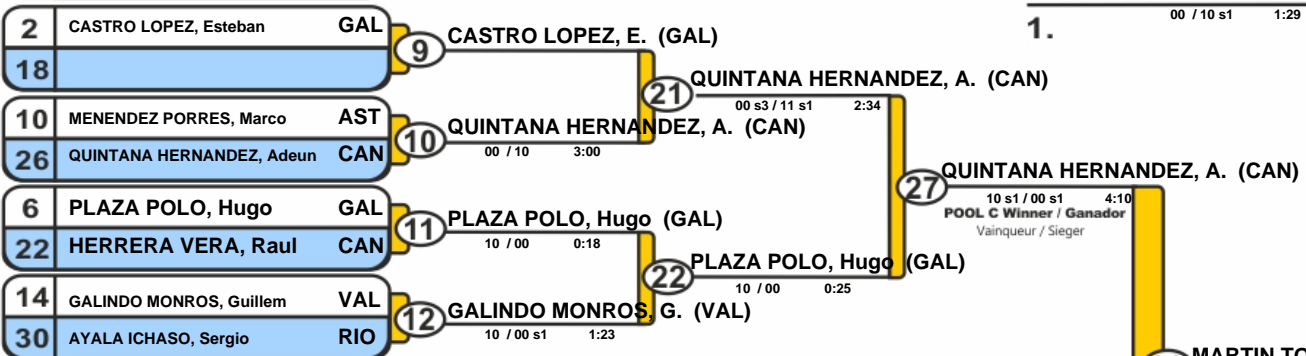 00 / 10 s1 1:29
1.
2 CASTRO LOPEZ, Esteban GAL
18
9
CASTRO LOPEZ, E. (GAL)
10 MENENDEZ PORRES, Marco AST
26 QUINTANA HERNANDEZ, Adeun CAN
10
QUINTANA HERNANDEZ, A. (CAN)
00 / 10 3:00
21
QUINTANA HERNANDEZ, A. (CAN)
00 s3 / 11 s1 2:34
6 PLAZA POLO, Hugo GAL
22 HERRERA VERA, Raul CAN
11
PLAZA POLO, Hugo (GAL)
10 / 00 0:18
14 GALINDO MONROS, Guillem VAL
30 AYALA ICHASO, Sergio RIO
12
GALINDO MONROS, G. (VAL)
10 / 00 s1 1:23
22
PLAZA POLO, Hugo (GAL)
10 / 00 0:25
27
QUINTANA HERNANDEZ, A. (CAN)
10 s1 / 00 s1 4:10
POOL C Winner / Ganador
Vainqueur / Sieger
MARTIN TO